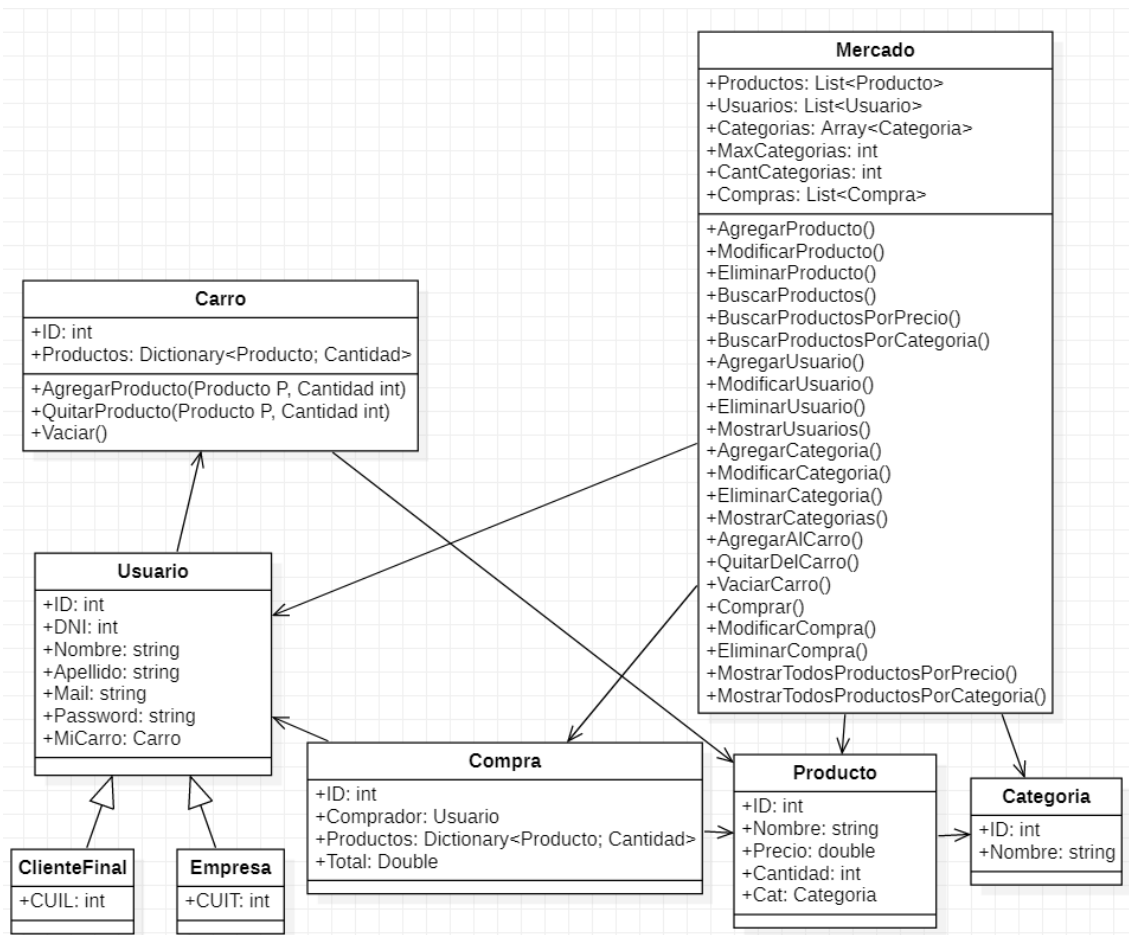 Mercado
+Productos: List<Producto>
+Usuarios: List<Usuario>
+Categorias: Array<Categoria>
+MaxCategorias: int
+CantCategorias: int
+Compras: List<Compra>
+AgregarProducto()
+ModificarProducto()
+EliminarProducto()
+BuscarProductos()
+BuscarProductosPorPrecio()
+BuscarProductosPorCategoria()
+AgregarUsuario()
+ModificarUsuario()
+EliminarUsuario()
+MostrarUsuarios()
+AgregarCategoria()
+ModificarCategoria()
+EliminarCategoria()
+MostrarCategorias()
+AgregarAlCarro()
+QuitarDelCarro()
+VaciarCarro()
+Comprar()
+ModificarCompra()
+EliminarCompra()
+MostrarTodosProductosPorPrecio()
+MostrarTodosProductosPorCategoria()
Carro
+ID: int
+Productos: Dictionary<Producto; Cantidad>
+AgregarProducto(Producto P, Cantidad int)
+QuitarProducto(Producto P, Cantidad int)
+Vaciar()
Usuario
+ID: int
+DNI: int
+Nombre: string
+Apellido: string
+Mail: string
+Password: string
+MiCarro: Carro
Compra
+ID: int
+Comprador: Usuario
+Productos: Dictionary<Producto; Cantidad>
+Total: Double
Producto
+ID: int
+Nombre: string
+Precio: double
+Cantidad: int
+Cat: Categoria
Categoria
+ID: int
+Nombre: string
ClienteFinal
+CUIL: int
Empresa
+CUIT: int